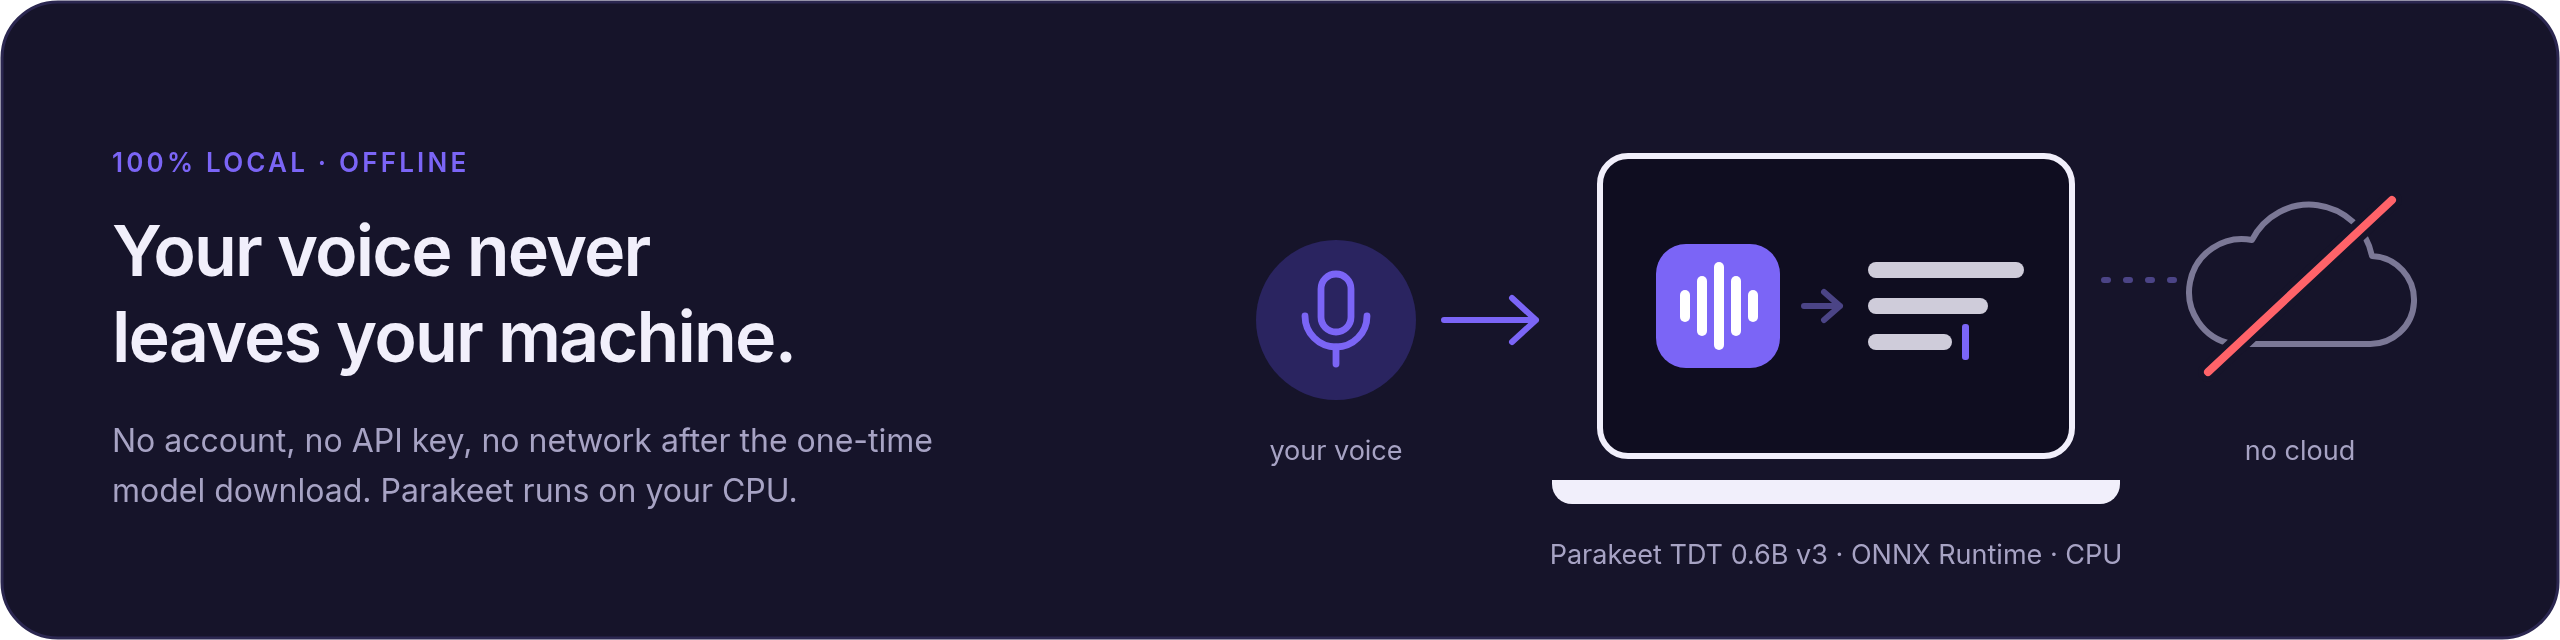 100% LOCAL · OFFLINE
Your voice never
leaves your machine.
No account, no API key, no network after the one-time
model download. Parakeet runs on your CPU.
your voice
no cloud
Parakeet TDT 0.6B v3 · ONNX Runtime · CPU